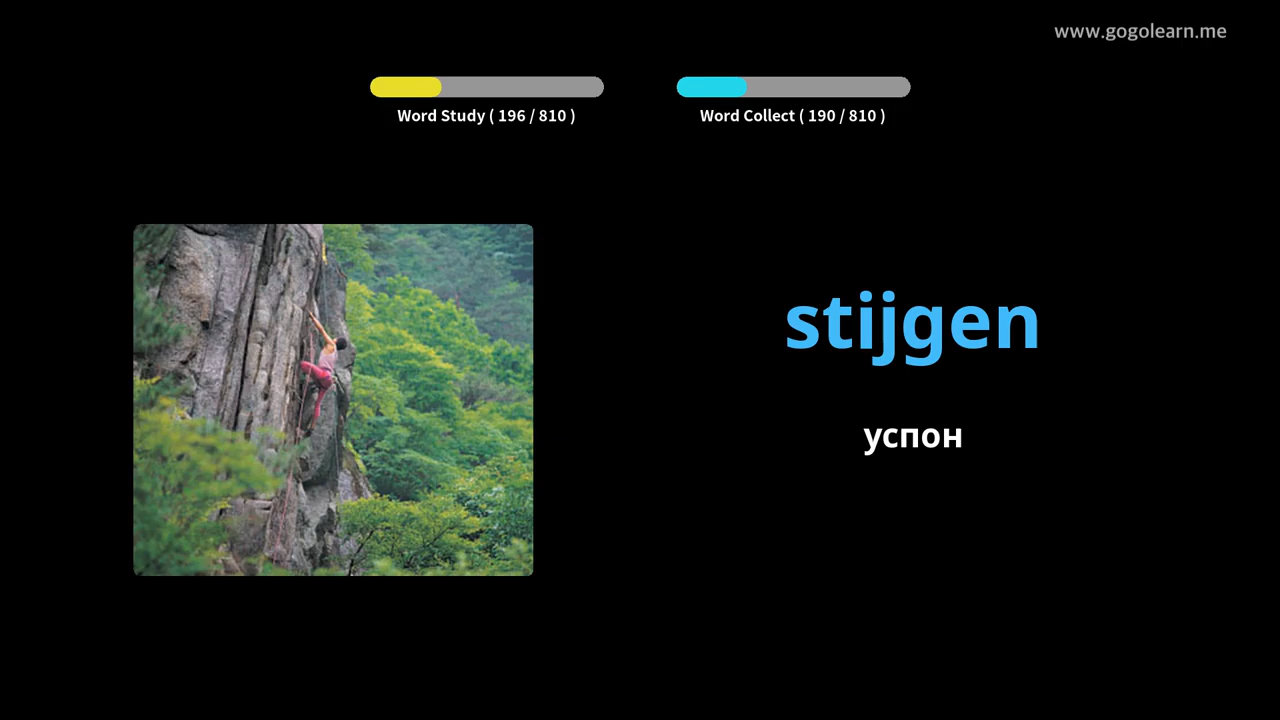 www.gogolearn.me
Word Study ( 196 / 810 )
Word Collect ( 190 / 810 )
stijgen
успон